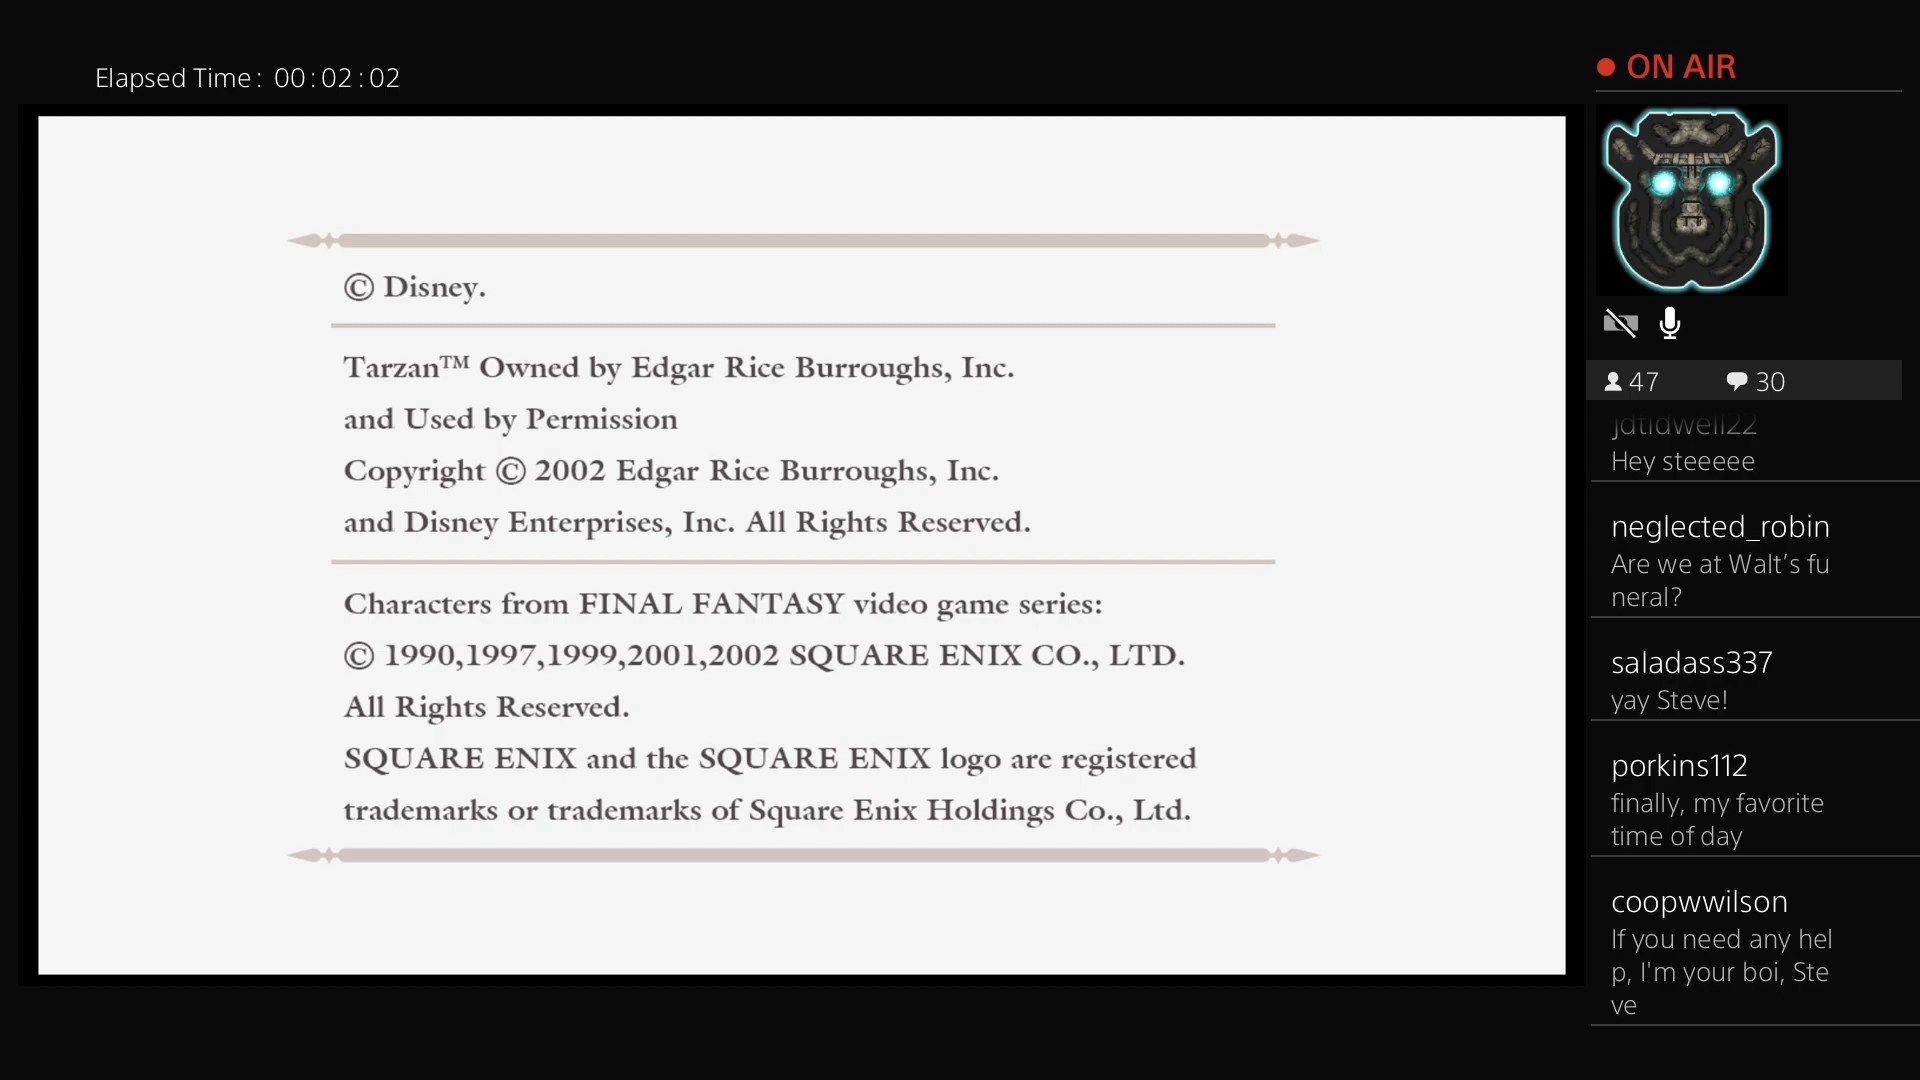 Elapsed Time: 00:02:02
ON AIR
© Disney.
Tarzan™ Owned by Edgar Rice Burroughs, Inc.
and Used by Permission
Copyright © 2002 Edgar Rice Burroughs, Inc.
and Disney Enterprises, Inc. All Rights Reserved.
Characters from FINAL FANTASY video game series:
© 1990,1997,1999,2001,2002 SQUARE ENIX CO., LTD.
All Rights Reserved.
SQUARE ENIX and the SQUARE ENIX logo are registered
trademarks or trademarks of Square Enix Holdings Co., Ltd.
47 30
jdtidwell22
Hey steeeee
neglected_robin
Are we at Walt’s fu
neral?
saladass337
yay Steve!
porkins112
finally, my favorite
time of day
coopwwilson
If you need any hel
p, I'm your boi, Ste
ve